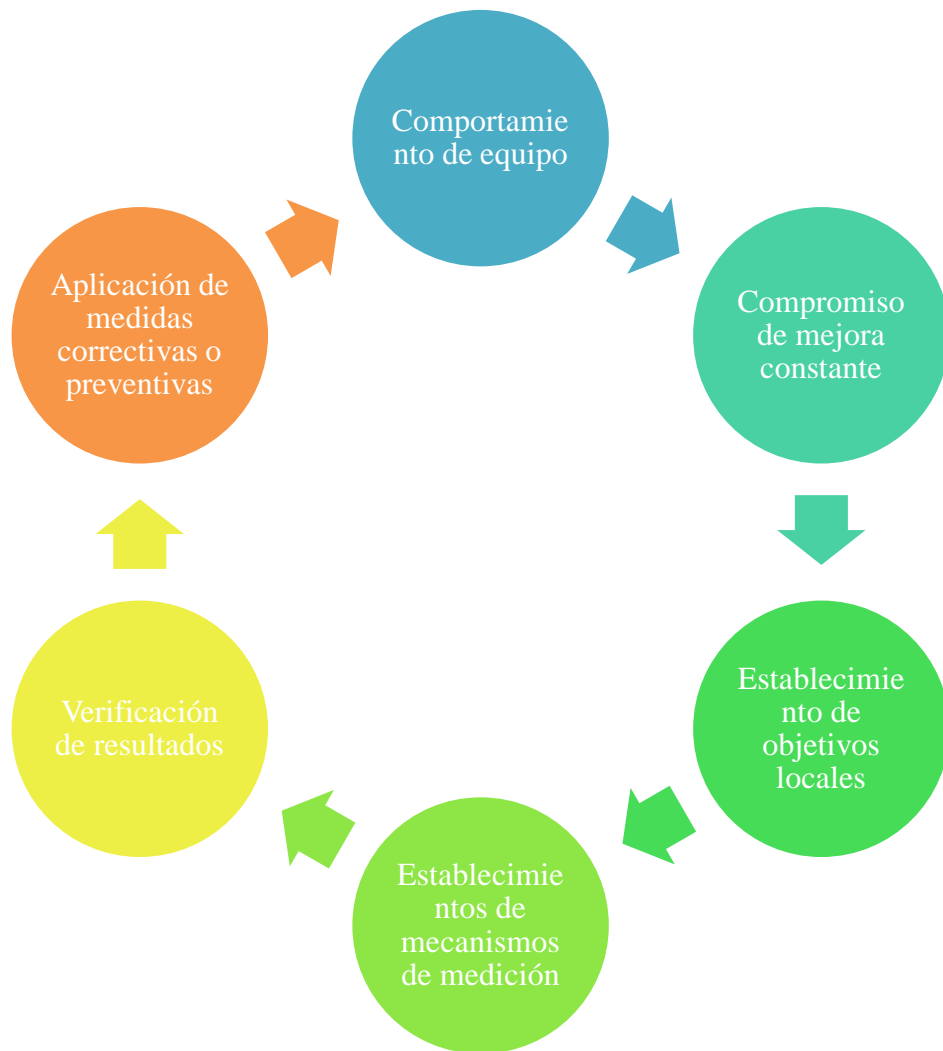 Comportamie
nto de equipo
Compromiso
de mejora
constante
Establecimie
nto de
objetivos
locales
Establecimie
ntos de
mecanismos
de medición
Verificación
de resultados
Aplicación de
medidas
correctivas o
preventivas